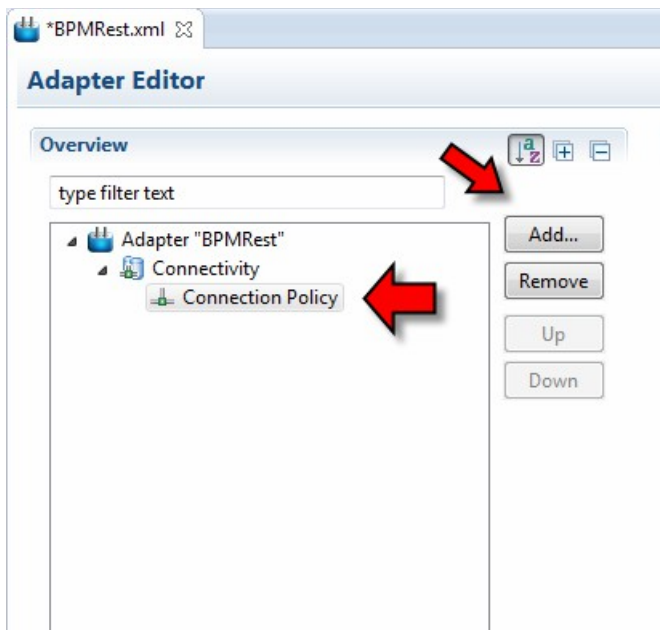 *BPMRest.xml
Adapter Editor
Overview
type filter text
Adapter "BPMRest"
Connectivity
Connection Policy
Add...
Remove
Up
Down